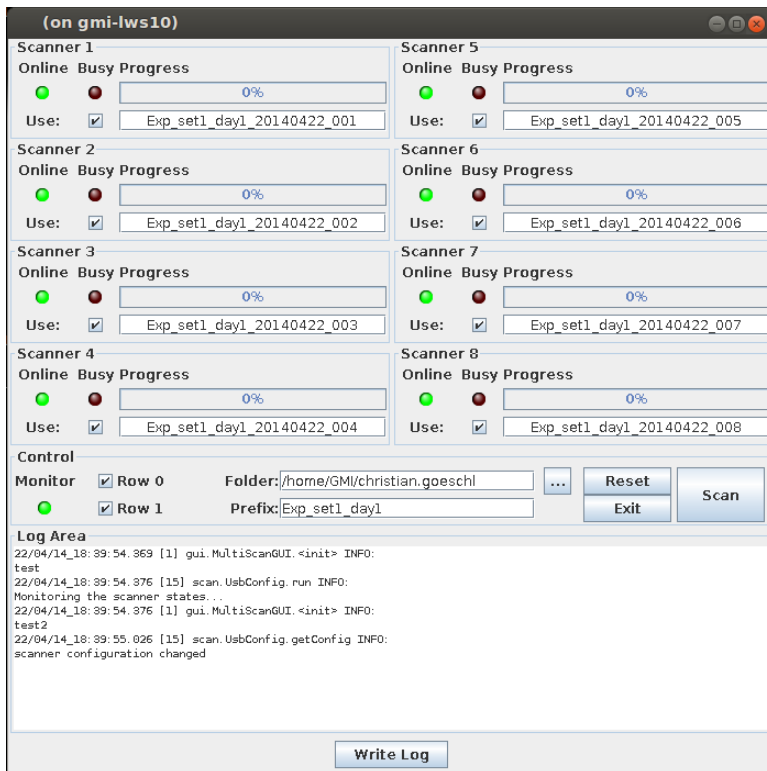 (on gmi-lws10)
Scanner 1
Online Busy Progress
0%
Use: Exp_set1_day1_20140422_001
Scanner 2
Online Busy Progress
0%
Use: Exp_set1_day1_20140422_002
Scanner 3
Online Busy Progress
0%
Use: Exp_set1_day1_20140422_003
Scanner 4
Online Busy Progress
0%
Use: Exp_set1_day1_20140422_004
Scanner 5
Online Busy Progress
0%
Use: Exp_set1_day1_20140422_005
Scanner 6
Online Busy Progress
0%
Use: Exp_set1_day1_20140422_006
Scanner 7
Online Busy Progress
0%
Use: Exp_set1_day1_20140422_007
Scanner 8
Online Busy Progress
0%
Use: Exp_set1_day1_20140422_008
Control
Monitor Row 0 Folder: /home/GMI/christian.goeschl ... Reset Scan
Row 1 Prefix: Exp_set1_day1 Exit
Log Area
22/04/14_18:39:54.369 [1] gui.MultiScanGUI.<init> INFO:
test
22/04/14_18:39:54.376 [15] scan.UsbConfig.run INFO:
Monitoring the scanner states...
22/04/14_18:39:54.376 [1] gui.MultiScanGUI.<init> INFO:
test2
22/04/14_18:39:55.026 [15] scan.UsbConfig.getConfig INFO:
scanner configuration changed
Write Log